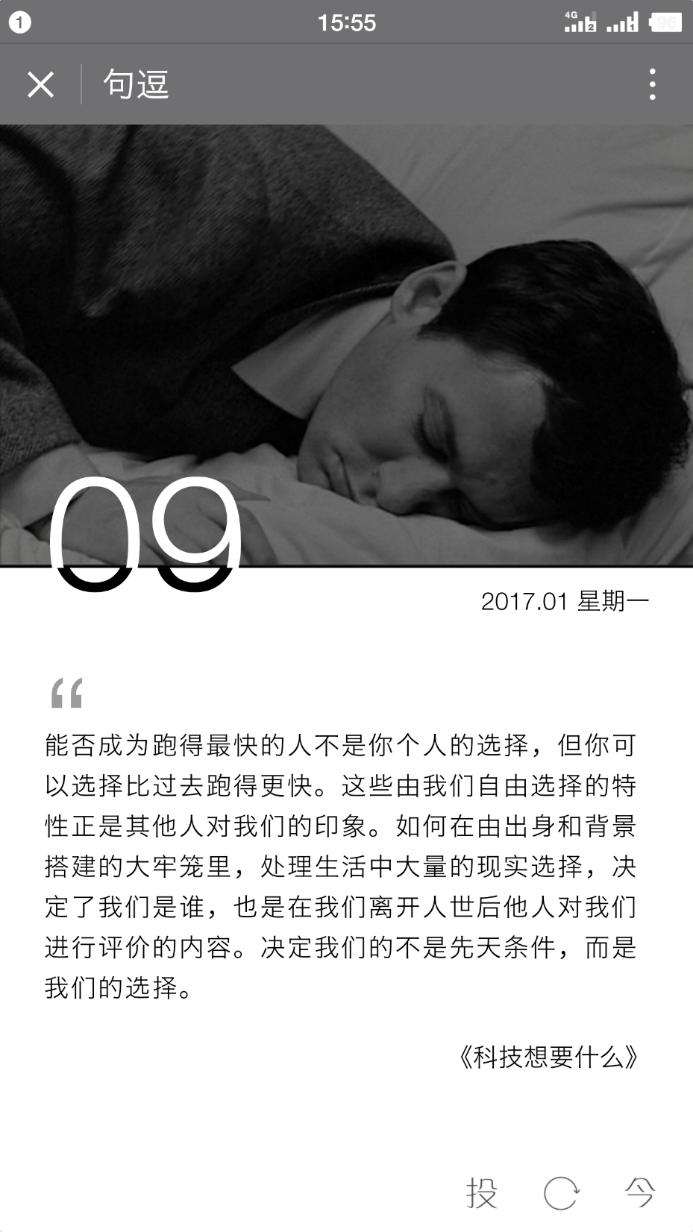 1
15:55
4G
2
1
96
句逗
09
2017.01 星期一
“
能否成为跑得最快的人不是你个人的选择，但你可
以选择比过去跑得更快。这些由我们自由选择的特
性正是其他人对我们的印象。如何在由出身和背景
搭建的大牢笼里，处理生活中大量的现实选择，决
定了我们是谁，也是在我们离开人世后他人对我们
进行评价的内容。决定我们的不是先天条件，而是
我们的选择。
《科技想要什么》
投
今